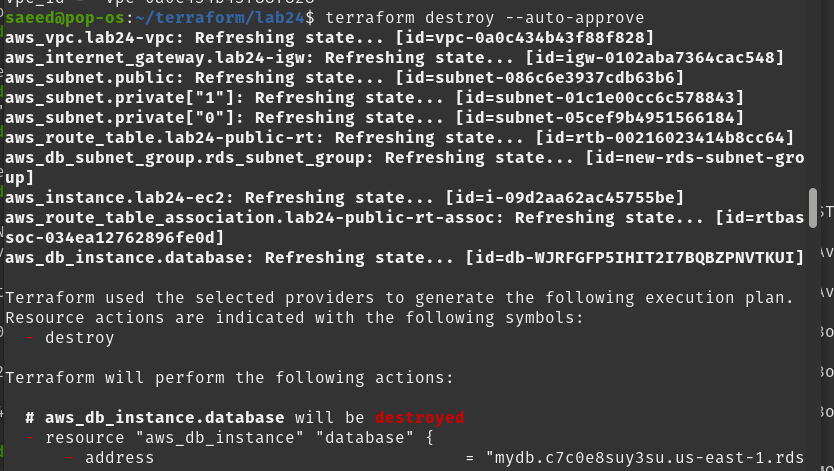 saeed@pop-os:~/terraform/lab24$ terraform destroy --auto-approve
aws_vpc.lab24-vpc: Refreshing state... [id=vpc-0a0c434b43f88f828]
aws_internet_gateway.lab24-igw: Refreshing state... [id=igw-0102aba7364cac548]
aws_subnet.public: Refreshing state... [id=subnet-086c6e3937cdb63b6]
aws_subnet.private["1"]: Refreshing state... [id=subnet-01c1e00cc6c578843]
aws_subnet.private["0"]: Refreshing state... [id=subnet-05cef9b4951566184]
aws_route_table.lab24-public-rt: Refreshing state... [id=rtb-00216023414b8cc64]
aws_db_subnet_group.rds_subnet_group: Refreshing state... [id=new-rds-subnet-gro
up]
aws_instance.lab24-ec2: Refreshing state... [id=i-09d2aa62ac45755be]
aws_route_table_association.lab24-public-rt-assoc: Refreshing state... [id=rtbas
soc-034ea12762896fe0d]
aws_db_instance.database: Refreshing state... [id=db-WJRFGFP5IHIT2I7BQBZPNVTKUI]
Terraform used the selected providers to generate the following execution plan.
Resource actions are indicated with the following symbols:
- destroy
Terraform will perform the following actions:
# aws_db_instance.database will be destroyed
- resource "aws_db_instance" "database" {
- address = "mydb.c7c0e8suy3su.us-east-1.rds